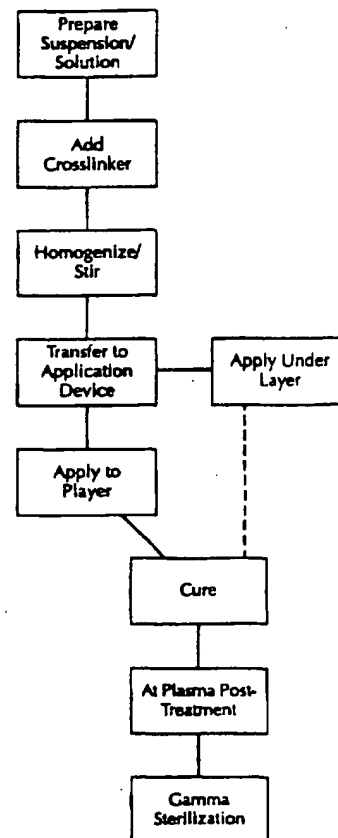 Prepare
Suspension/
Solution
Add
Crosslinker
Homogenize/
Stir
Transfer to
Application
Device
Apply Under
Layer
Apply to
Player
Cure
At Plasma Post-
Treatment
Gamma
Sterilization